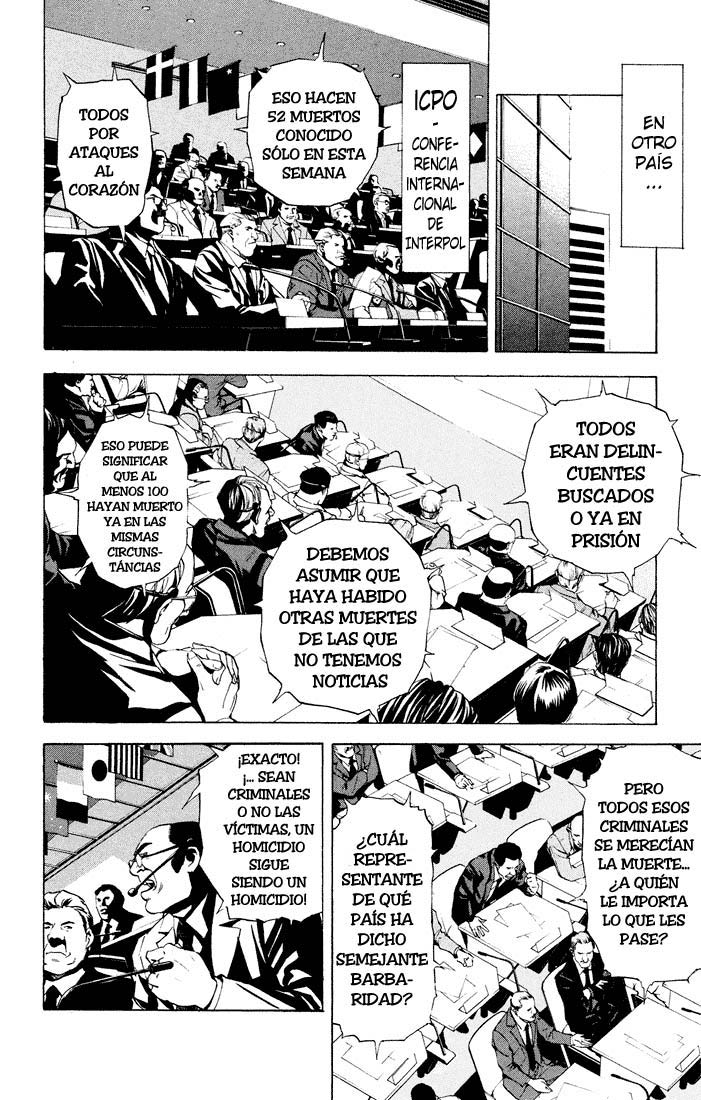 EN
OTRO
PAÍS
...
ICPO
-
CONFE-
RENCIA
INTERNA-
CIONAL
DE
INTERPOL
ESO HACEN
52 MUERTOS
CONOCIDO
SÓLO EN ESTA
SEMANA
TODOS
POR
ATAQUES
AL
CORAZÓN
TODOS
ERAN DELIN-
CUENTES
BUSCADOS
O YA EN
PRISIÓN
DEBEMOS
ASUMIR QUE
HAYA HABIDO
OTRAS MUERTES
DE LAS QUE
NO TENEMOS
NOTICIAS
ESO PUEDE
SIGNIFICAR
QUE AL
MENOS 100
HAYAN MUERTO
YA EN LAS
MISMAS
CIRCUNS-
TÁNCIAS
PERO
TODOS ESOS
CRIMINALES
SE MERECÍAN
LA MUERTE...
¿A QUIÉN
LE IMPORTA
LO QUE LES
PASE?
¿CUÁL
REPRE-
SENTANTE
DE QUÉ
PAÍS HA
DICHO
SEMEJANTE
BARBA-
RIDAD?
¡EXACTO!
¡... SEAN
CRIMINALES
O NO LAS
VÍCTIMAS, UN
HOMICIDIO
SIGUE
SIENDO UN
HOMICIDIO!